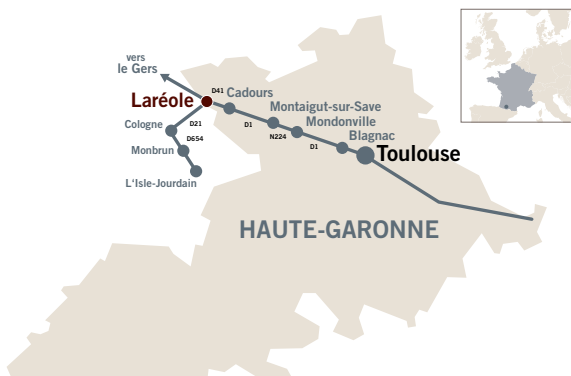 vers
le Gers
D41
Cadours
Laréole
Montaigut-sur-Save
Cologne
D21
D1
Mondonville
N224
Blagnac
D654
D1
Monbrun
Toulouse
L'Isle-Jourdain
HAUTE-GARONNE